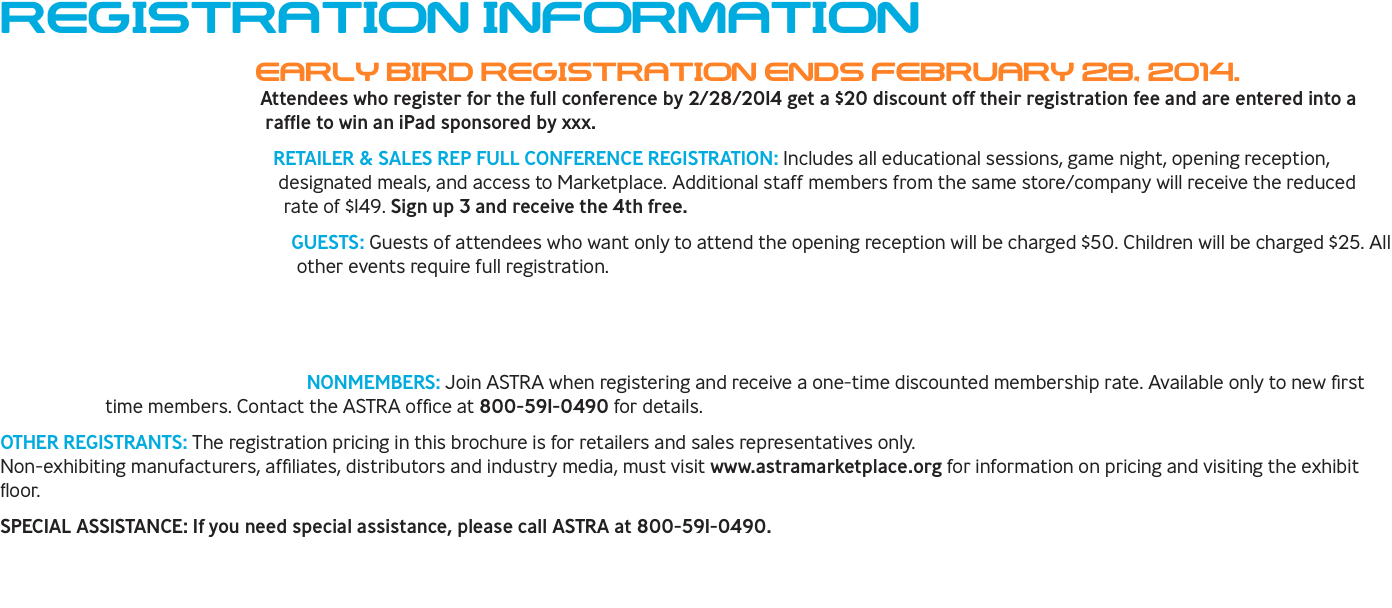 REGISTRATION INFORMATION
EARLY BIRD REGISTRATION ENDS FEBRUARY 28, 2014.
Attendees who register for the full conference by 2/28/2014 get a $20 discount off their registration fee and are entered into a
raffle to win an iPad sponsored by xxx.
RETAILER & SALES REP FULL CONFERENCE REGISTRATION: Includes all educational sessions, game night, opening reception,
designated meals, and access to Marketplace. Additional staff members from the same store/company will receive the reduced
rate of $149. Sign up 3 and receive the 4th free.
GUESTS: Guests of attendees who want only to attend the opening reception will be charged $50. Children will be charged $25. All
other events require full registration.
NONMEMBERS: Join ASTRA when registering and receive a one-time discounted membership rate. Available only to new first
time members. Contact the ASTRA office at 800-591-0490 for details.
OTHER REGISTRANTS: The registration pricing in this brochure is for retailers and sales representatives only.
Non-exhibiting manufacturers, affiliates, distributors and industry media, must visit www.astramarketplace.org for information on pricing and visiting the exhibit
floor.
SPECIAL ASSISTANCE: If you need special assistance, please call ASTRA at 800-591-0490.